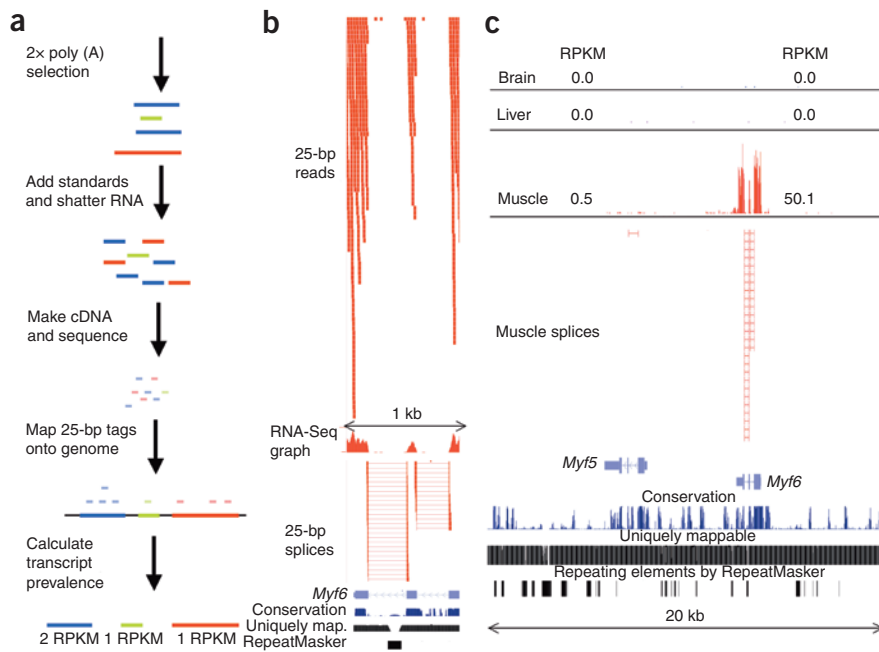 a
2× poly (A)
selection
Add standards
and shatter RNA
Make cDNA
and sequence
Map 25-bp tags
onto genome
Calculate
transcript
prevalence
2 RPKM 1 RPKM 1 RPKM
b
25-bp
reads
1 kb
RNA-Seq
graph
25-bp
splices
Myf6
Conservation
Uniquely map.
RepeatMasker
c
RPKM RPKM
Brain 0.0 0.0
Liver 0.0 0.0
Muscle 0.5 50.1
Muscle splices
Myf5
Myf6
Conservation
Uniquely mappable
Repeating elements by RepeatMasker
20 kb